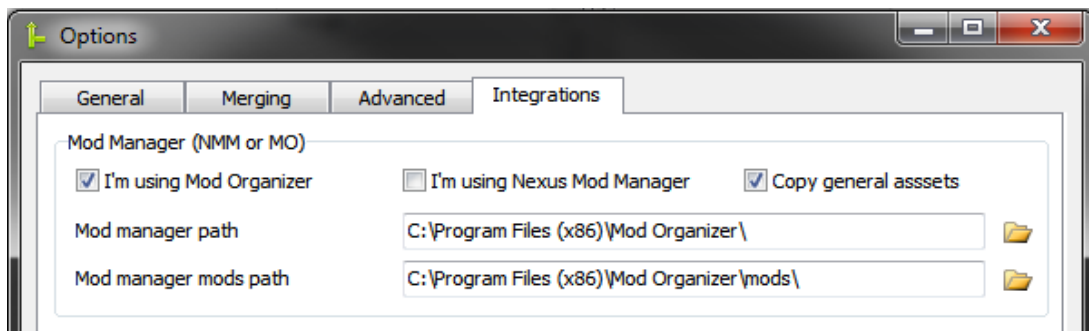 Options
General Merging Advanced Integrations
Mod Manager (NMM or MO)
I'm using Mod Organizer I'm using Nexus Mod Manager Copy general asssets
Mod manager path C:\Program Files (x86)\Mod Organizer\
Mod manager mods path C:\Program Files (x86)\Mod Organizer\mods\